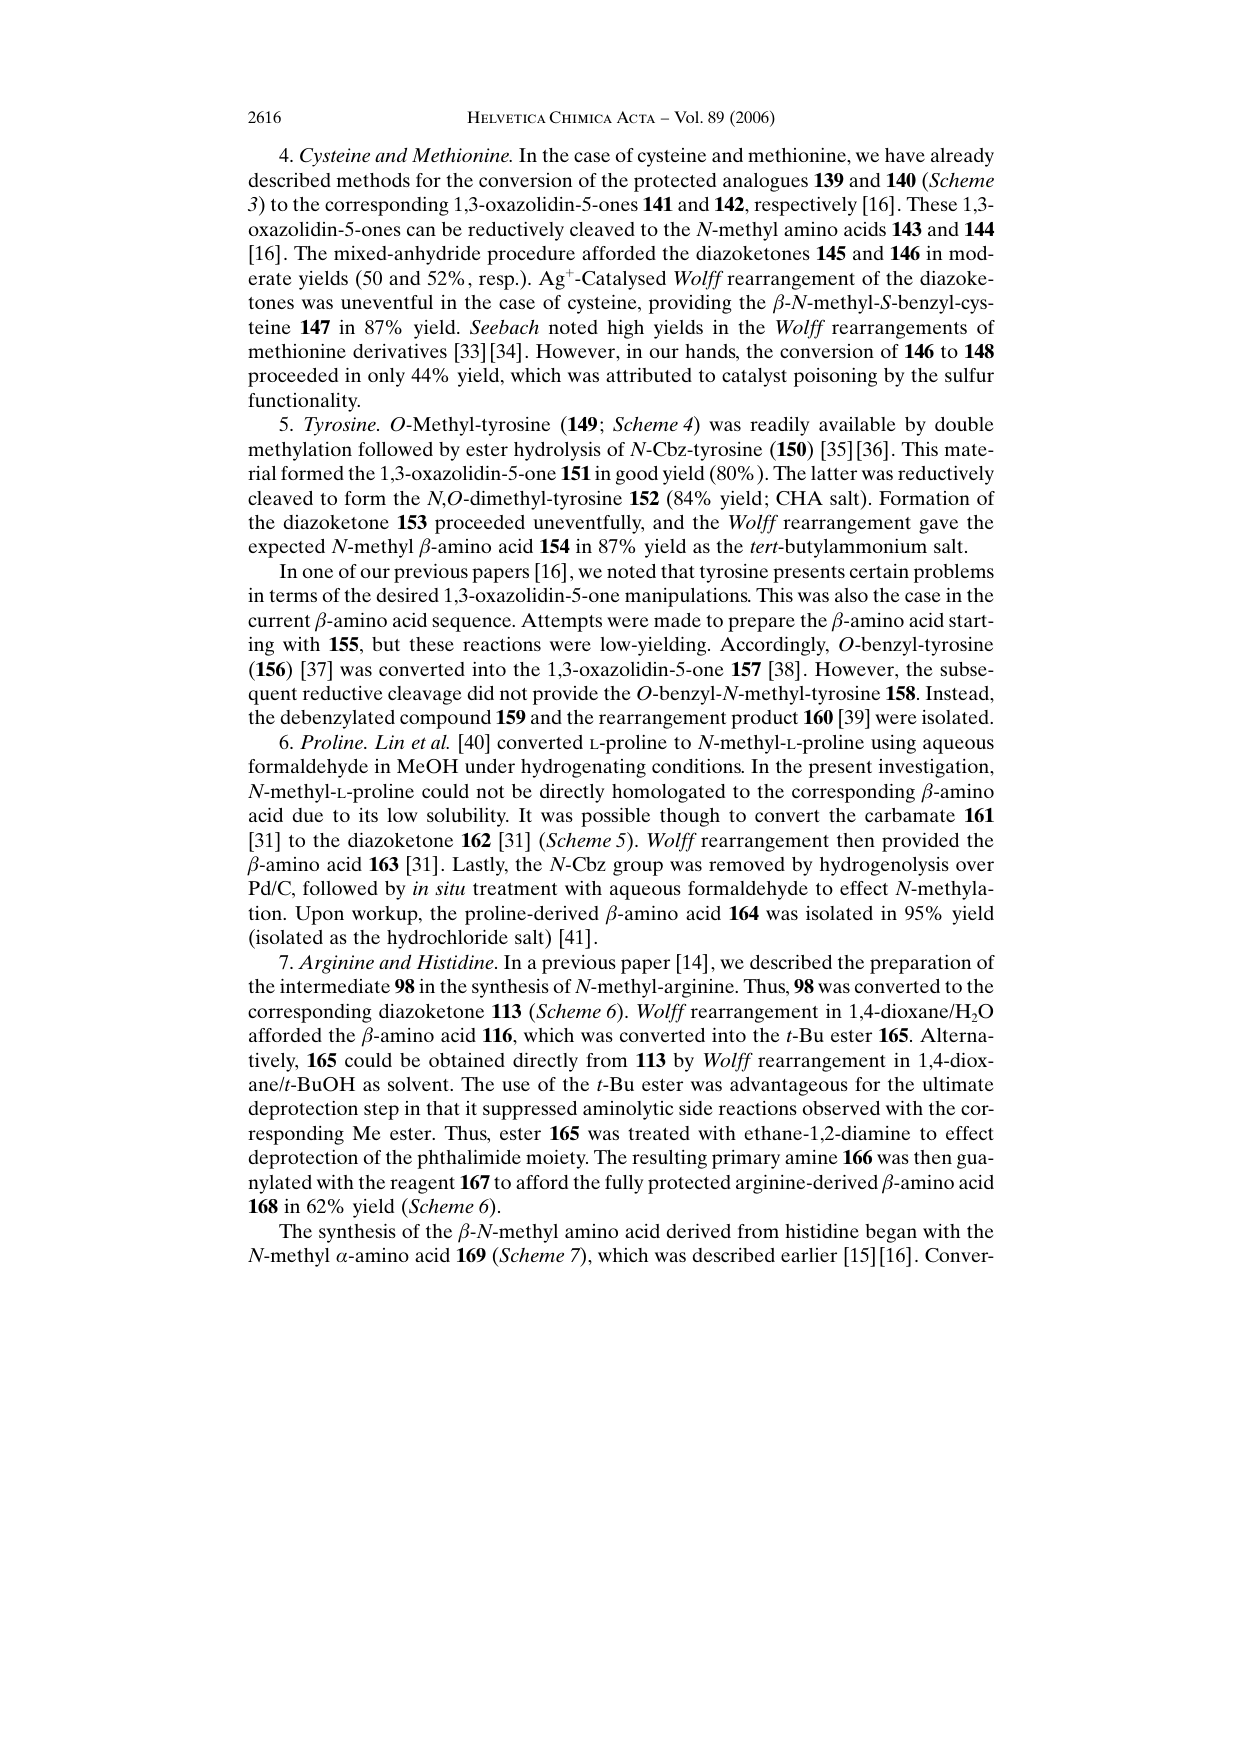 2616 HELVETICA CHIMICA ACTA – Vol. 89 (2006)
4. Cysteine and Methionine. In the case of cysteine and methionine, we have already
described methods for the conversion of the protected analogues 139 and 140 (Scheme
3) to the corresponding 1,3-oxazolidin-5-ones 141 and 142, respectively [16]. These 1,3-
oxazolidin-5-ones can be reductively cleaved to the N-methyl amino acids 143 and 144
[16]. The mixed-anhydride procedure afforded the diazoketones 145 and 146 in mod-
erate yields (50 and 52%, resp.). Ag⁺-Catalysed Wolff rearrangement of the diazoke-
tones was uneventful in the case of cysteine, providing the β-N-methyl-S-benzyl-cys-
teine 147 in 87% yield. Seebach noted high yields in the Wolff rearrangements of
methionine derivatives [33][34]. However, in our hands, the conversion of 146 to 148
proceeded in only 44% yield, which was attributed to catalyst poisoning by the sulfur
functionality.
5. Tyrosine. O-Methyl-tyrosine (149; Scheme 4) was readily available by double
methylation followed by ester hydrolysis of N-Cbz-tyrosine (150) [35][36]. This mate-
rial formed the 1,3-oxazolidin-5-one 151 in good yield (80%). The latter was reductively
cleaved to form the N,O-dimethyl-tyrosine 152 (84% yield; CHA salt). Formation of
the diazoketone 153 proceeded uneventfully, and the Wolff rearrangement gave the
expected N-methyl β-amino acid 154 in 87% yield as the tert-butylammonium salt.
In one of our previous papers [16], we noted that tyrosine presents certain problems
in terms of the desired 1,3-oxazolidin-5-one manipulations. This was also the case in the
current β-amino acid sequence. Attempts were made to prepare the β-amino acid start-
ing with 155, but these reactions were low-yielding. Accordingly, O-benzyl-tyrosine
(156) [37] was converted into the 1,3-oxazolidin-5-one 157 [38]. However, the subse-
quent reductive cleavage did not provide the O-benzyl-N-methyl-tyrosine 158. Instead,
the debenzylated compound 159 and the rearrangement product 160 [39] were isolated.
6. Proline. Lin et al. [40] converted L-proline to N-methyl-L-proline using aqueous
formaldehyde in MeOH under hydrogenating conditions. In the present investigation,
N-methyl-L-proline could not be directly homologated to the corresponding β-amino
acid due to its low solubility. It was possible though to convert the carbamate 161
[31] to the diazoketone 162 [31] (Scheme 5). Wolff rearrangement then provided the
β-amino acid 163 [31]. Lastly, the N-Cbz group was removed by hydrogenolysis over
Pd/C, followed by in situ treatment with aqueous formaldehyde to effect N-methyla-
tion. Upon workup, the proline-derived β-amino acid 164 was isolated in 95% yield
(isolated as the hydrochloride salt) [41].
7. Arginine and Histidine. In a previous paper [14], we described the preparation of
the intermediate 98 in the synthesis of N-methyl-arginine. Thus, 98 was converted to the
corresponding diazoketone 113 (Scheme 6). Wolff rearrangement in 1,4-dioxane/H₂O
afforded the β-amino acid 116, which was converted into the t-Bu ester 165. Alterna-
tively, 165 could be obtained directly from 113 by Wolff rearrangement in 1,4-diox-
ane/t-BuOH as solvent. The use of the t-Bu ester was advantageous for the ultimate
deprotection step in that it suppressed aminolytic side reactions observed with the cor-
responding Me ester. Thus, ester 165 was treated with ethane-1,2-diamine to effect
deprotection of the phthalimide moiety. The resulting primary amine 166 was then gua-
nylated with the reagent 167 to afford the fully protected arginine-derived β-amino acid
168 in 62% yield (Scheme 6).
The synthesis of the β-N-methyl amino acid derived from histidine began with the
N-methyl α-amino acid 169 (Scheme 7), which was described earlier [15][16]. Conver-